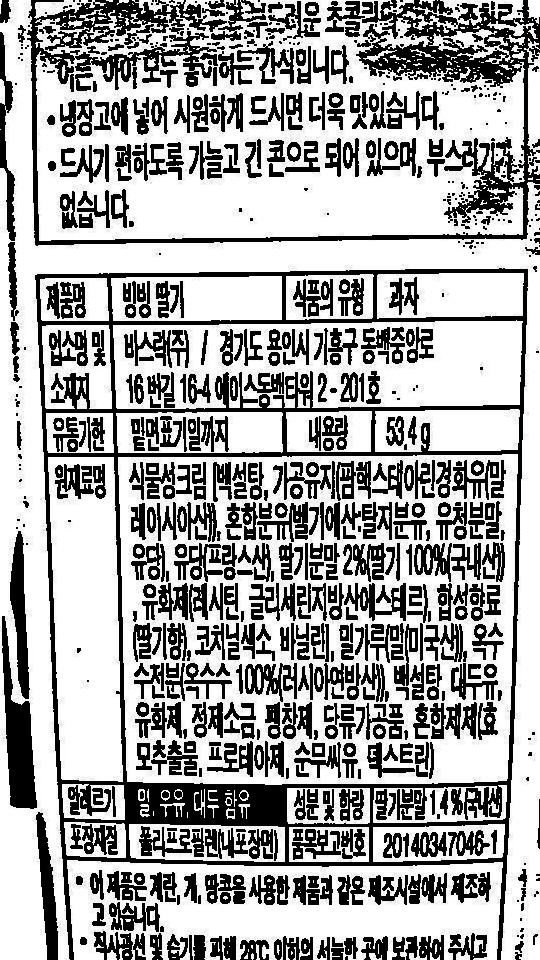 부드러운 초콜릿
어른, 아이 모두 좋아하는 간식입니다.
• 냉장고에 넣어 시원하게 드시면 더욱 맛있습니다.
• 드시기 편하도록 가늘고 긴 콘으로 되어 있으며, 부스러기가
없습니다.
제품명 빙빙 딸기 식품의 유형 과자
업소명 및 바스락(주) / 경기도 용인시 기흥구 동백중앙로
소재지 16 번길 16-4 에이스동백타워 2 - 201호
유통기한 밑면표기일까지 내용량 53.4 g
원재료명 식물성크림 [백설탕, 가공유지(팜핵스테아린경화유(말
레이시아산)), 혼합분유(벨기에산:탈지분유, 유청분말,
유당), 유당(프랑스산), 딸기분말 2%(딸기 100%(국내산))
, 유화제(레시틴, 글리세린지방산에스테르), 합성향료
(딸기향), 코치닐색소, 바닐린], 밀가루(밀(미국산)), 옥수
수전분(옥수수 100%(러시아연방산)), 백설탕, 대두유,
유화제, 정제소금, 팽창제, 당류가공품, 혼합제제(효
모추출물, 프로테아제, 순무씨유, 덱스트린)
알레르기 밀, 우유, 대두 함유 성분 및 함량 딸기분말 1.4%(국내산)
포장재질 폴리프로필렌(내포장면) 품목보고번호 20140347046-1
• 이 제품은 계란, 게, 땅콩을 사용한 제품과 같은 제조시설에서 제조하
고 있습니다.
• 직사광선 및 습기를 피해 28℃ 이하의 서늘한 곳에 보관하여 주시고